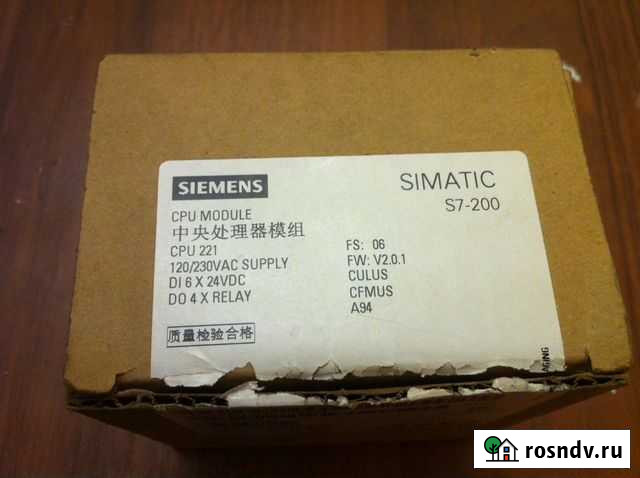 SIEMENS
SIMATIC
S7-200
CPU MODULE
中央处理器模组
CPU 221
120/230VAC SUPPLY
DI 6 X 24VDC
DO 4 X RELAY
FS: 06
FW: V2.0.1
CULUS
CFMUS
A94
质量检验合格
AGING
rosndv.ru